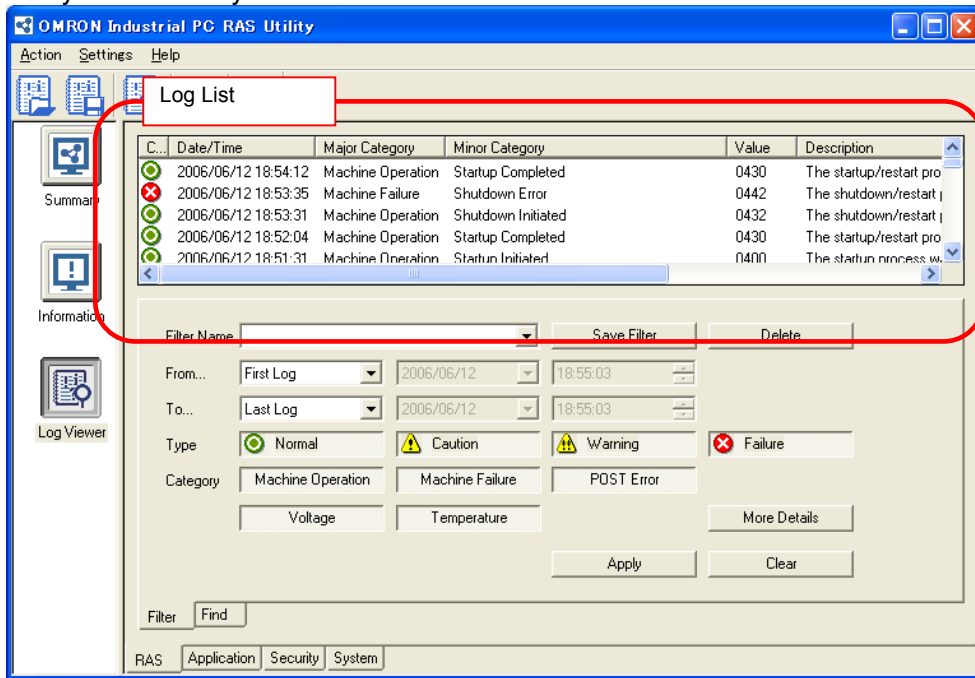 OMRON Industrial PC RAS Utility
Action Settings Help
Log List
C... Date/Time Major Category Minor Category Value Description
2006/06/12 18:54:12 Machine Operation Startup Completed 0430 The startup/restart pro
2006/06/12 18:53:35 Machine Failure Shutdown Error 0442 The shutdown/restart
2006/06/12 18:53:31 Machine Operation Shutdown Initiated 0432 The shutdown/restart
2006/06/12 18:52:04 Machine Operation Startup Completed 0430 The startup/restart pro
2006/06/12 18:51:31 Machine Operation Startup Initiated 0400 The startup process w
Summary
Information
Log Viewer
Filter Name Save Filter Delete
From... First Log 2006/06/12 18:55:03
To... Last Log 2006/06/12 18:55:03
Type Normal Caution Warning Failure
Category Machine Operation Machine Failure POST Error
Voltage Temperature More Details
Apply Clear
Filter Find
RAS Application Security System